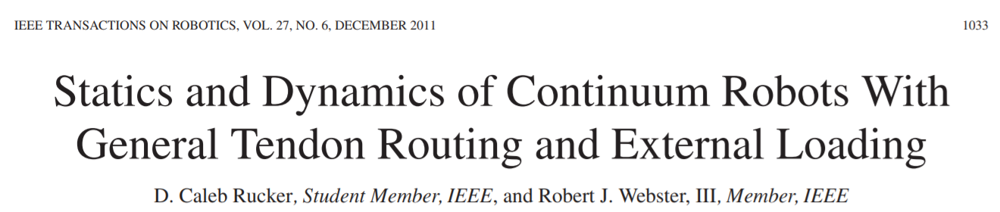 IEEE TRANSACTIONS ON ROBOTICS, VOL. 27, NO. 6, DECEMBER 2011 1033
Statics and Dynamics of Continuum Robots With
General Tendon Routing and External Loading
D. Caleb Rucker, Student Member, IEEE, and Robert J. Webster, III, Member, IEEE